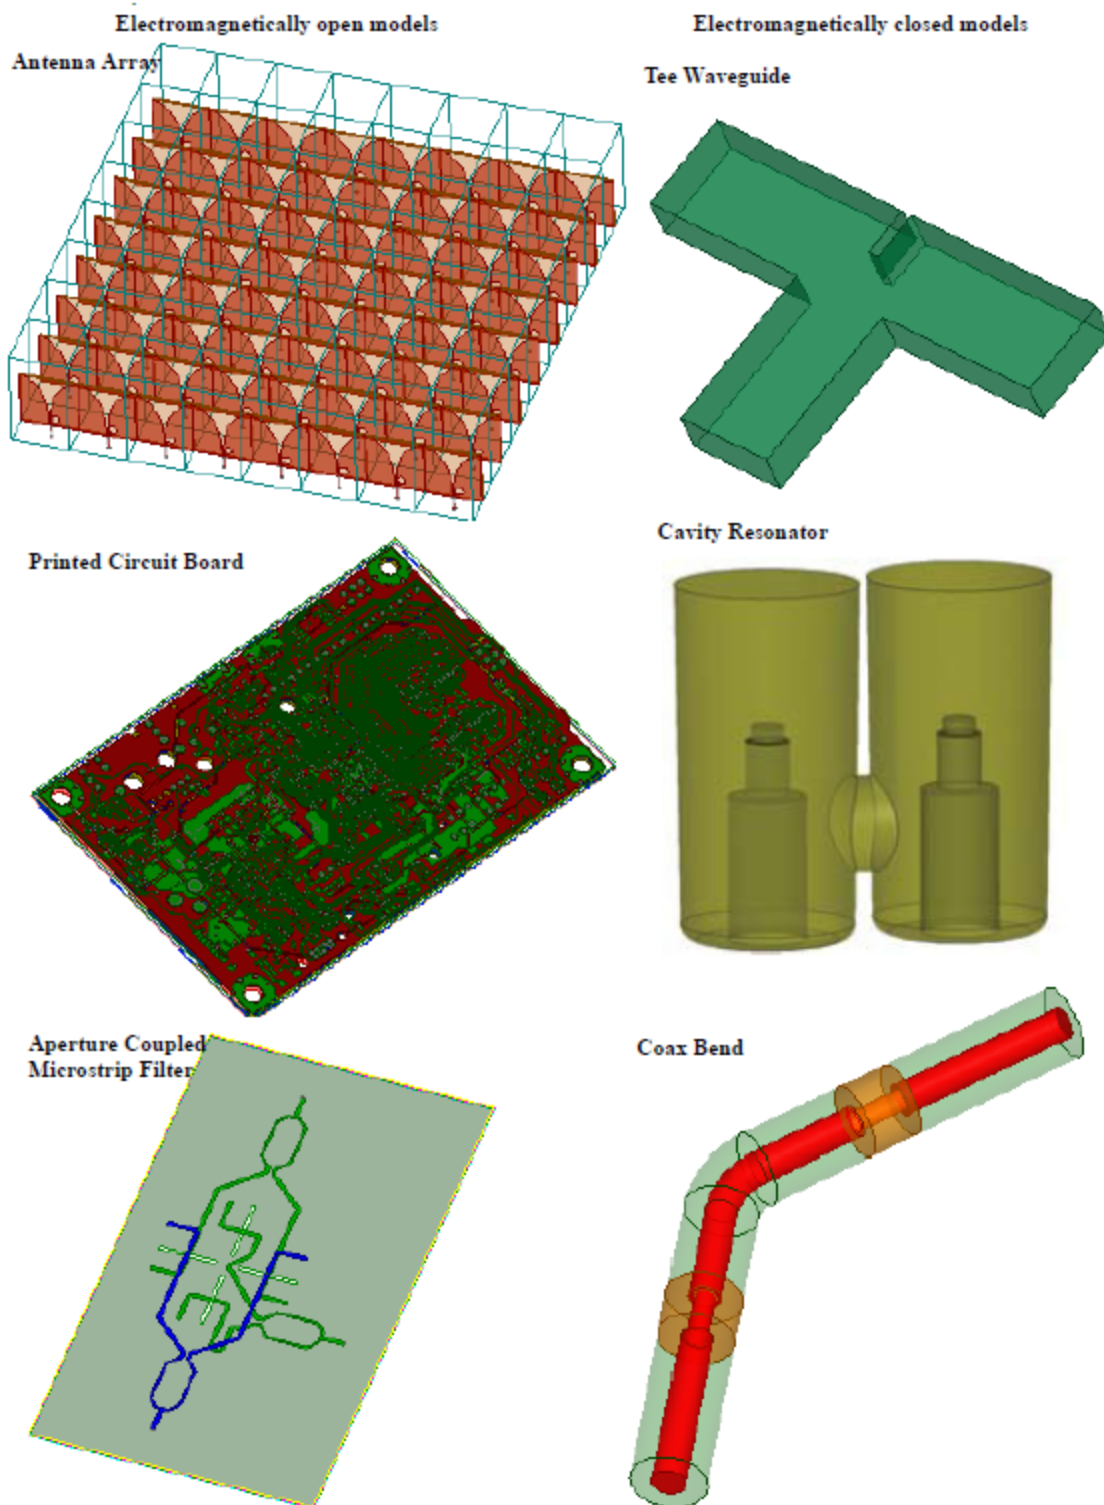 Electromagnetically open models
Electromagnetically closed models
Antenna Array
Tee Waveguide
Printed Circuit Board
Cavity Resonator
Aperture Coupled
Microstrip Filter
Coax Bend